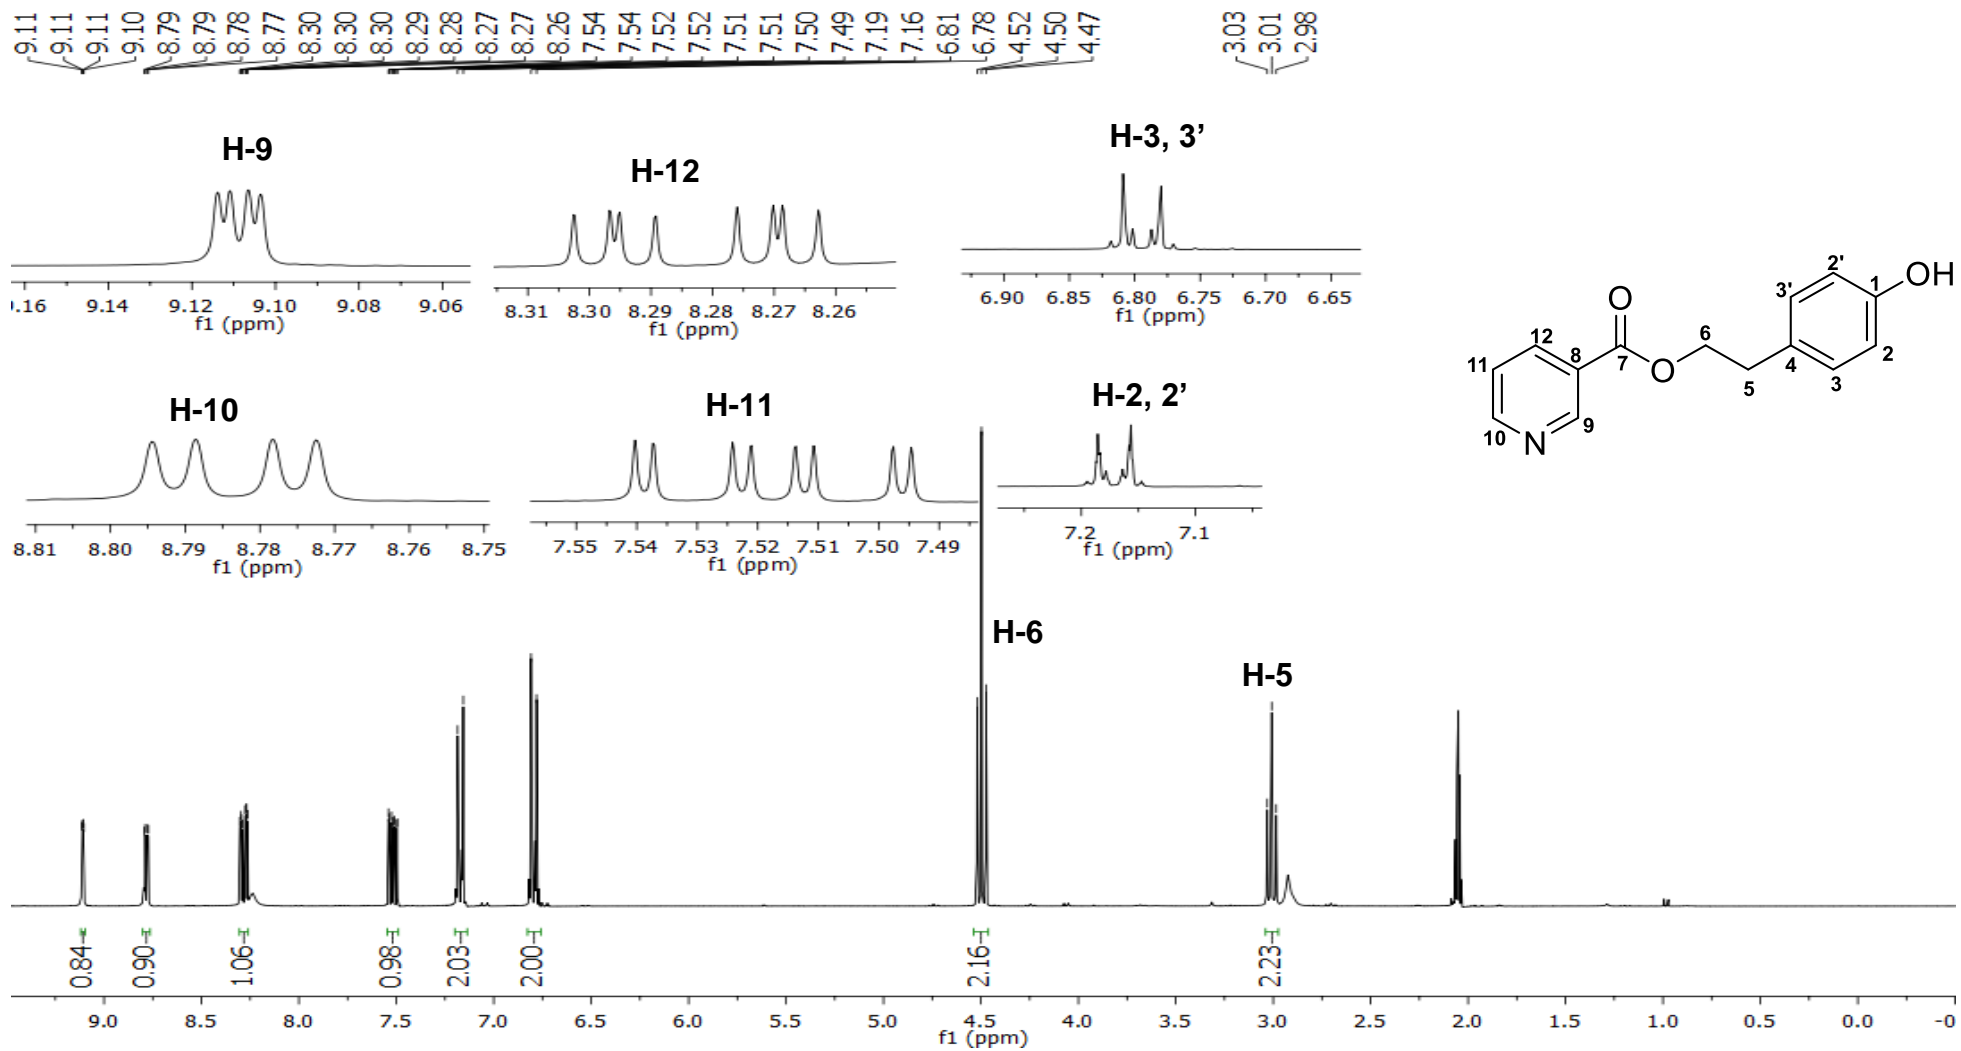 9.11 9.11 9.11 9.10 8.79 8.79 8.78 8.77 8.30 8.30 8.30 8.29 8.28 8.27 8.27 8.26 7.54 7.54 7.52 7.52 7.51 7.51 7.50 7.49 7.19 7.16 6.81 6.78 4.52 4.50 4.47 3.03 3.01 2.98
H-9
9.14 9.12 9.10 9.08 9.06
f1 (ppm)
H-12
8.31 8.30 8.29 8.28 8.27 8.26
f1 (ppm)
H-3, 3’
6.90 6.85 6.80 6.75 6.70 6.65
f1 (ppm)
H-10
8.81 8.80 8.79 8.78 8.77 8.76 8.75
f1 (ppm)
H-11
7.55 7.54 7.53 7.52 7.51 7.50 7.49
f1 (ppm)
H-2, 2’
7.2 7.1
f1 (ppm)
2'
OH
3'
1
O
6
12
8
2
11
7
4
O
3
5
9
10
N
H-6
H-5
0.84 0.90 1.06 0.98 2.03 2.00 2.16 2.23
9.0 8.5 8.0 7.5 7.0 6.5 6.0 5.5 5.0 4.5 4.0 3.5 3.0 2.5 2.0 1.5 1.0 0.5 0.0 -0
f1 (ppm)